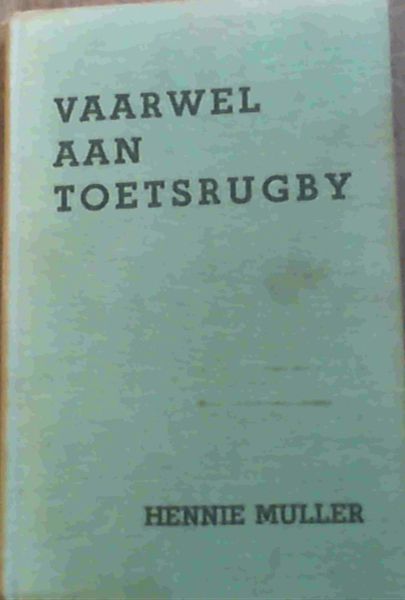 VAARWEL
AAN
TOETSRUGBY
HENNIE MULLER